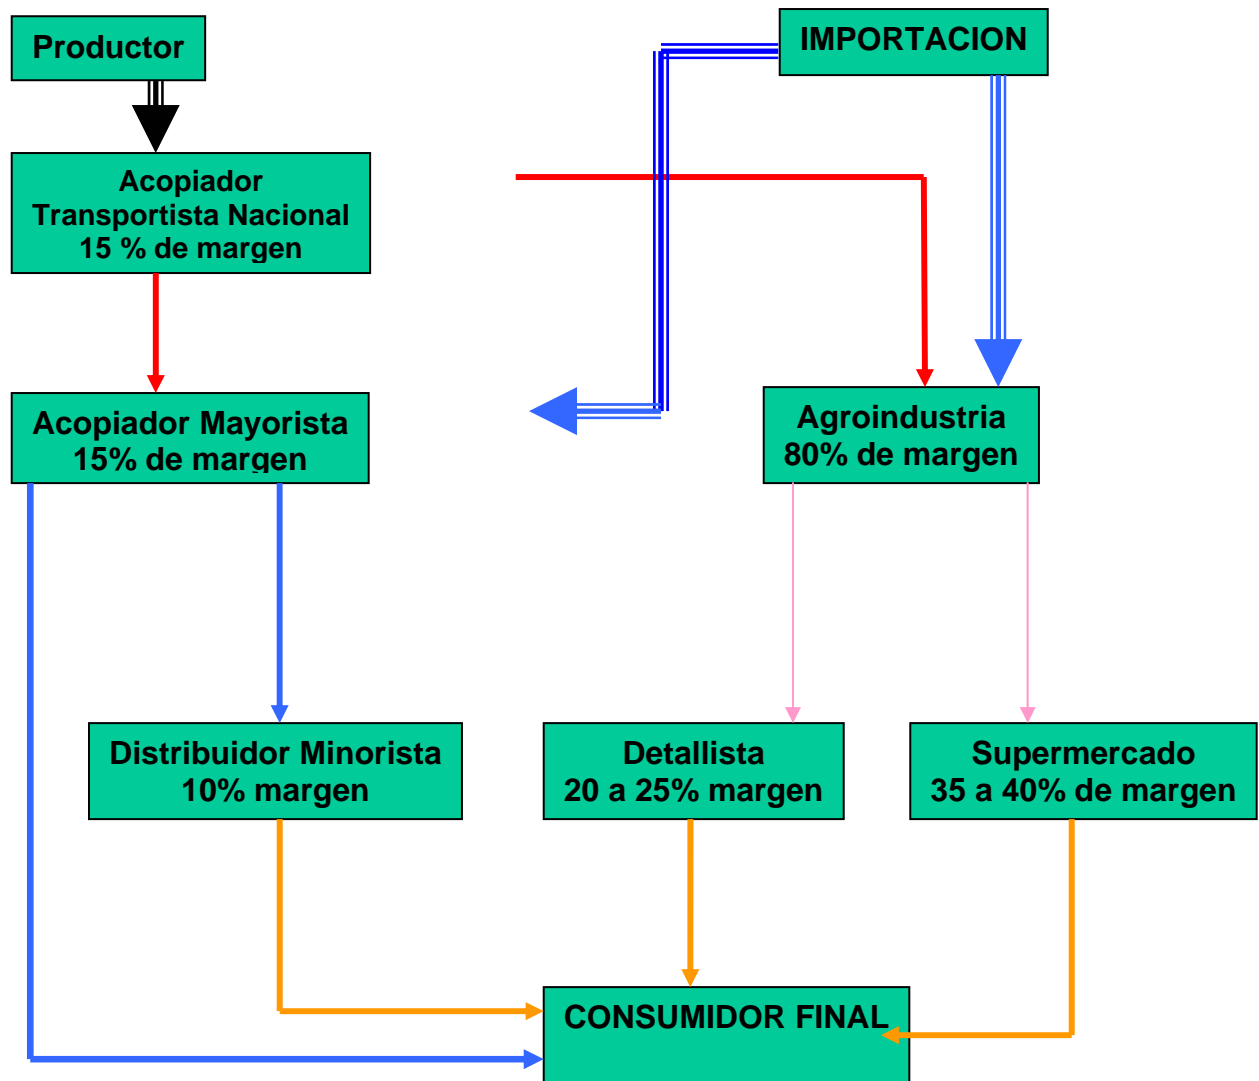 Productor
IMPORTACION
Acopiador
Transportista Nacional
15 % de margen
Acopiador Mayorista
15% de margen
Agroindustria
80% de margen
Distribuidor Minorista
10% margen
Detallista
20 a 25% margen
Supermercado
35 a 40% de margen
CONSUMIDOR FINAL